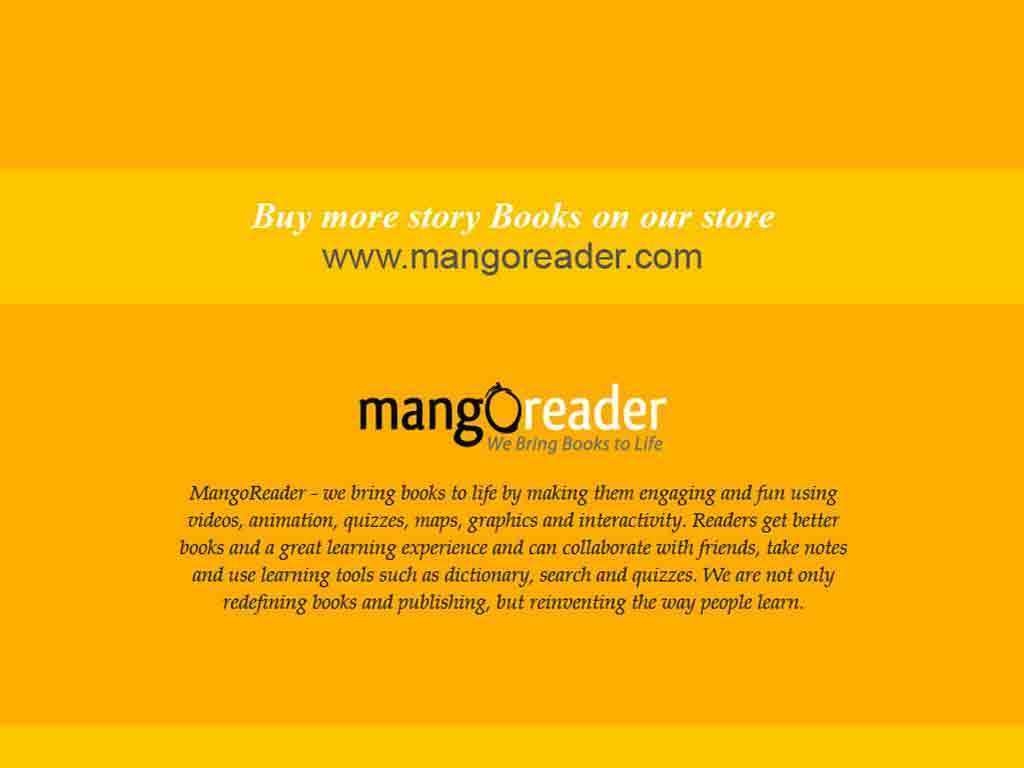 Buy more story Books on our store
www.mangoreader.com
mangoreader
We Bring Books to Life
MangoReader - we bring books to life by making them engaging and fun using
videos, animation, quizzes, maps, graphics and interactivity. Readers get better
books and a great learning experience and can collaborate with friends, take notes
and use learning tools such as dictionary, search and quizzes. We are not only
redefining books and publishing, but reinventing the way people learn.